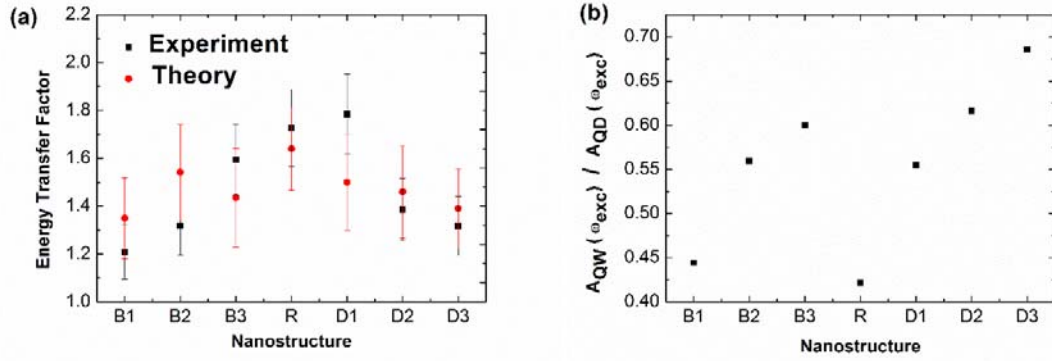 (a)
Experiment
Theory
Energy Transfer Factor
2.2
2.0
1.8
1.6
1.4
1.2
1.0
B1 B2 B3 R D1 D2 D3
Nanostructure
(b)
A_QW (ω_exc) / A_QD (ω_exc)
0.70
0.65
0.60
0.55
0.50
0.45
0.40
B1 B2 B3 R D1 D2 D3
Nanostructure